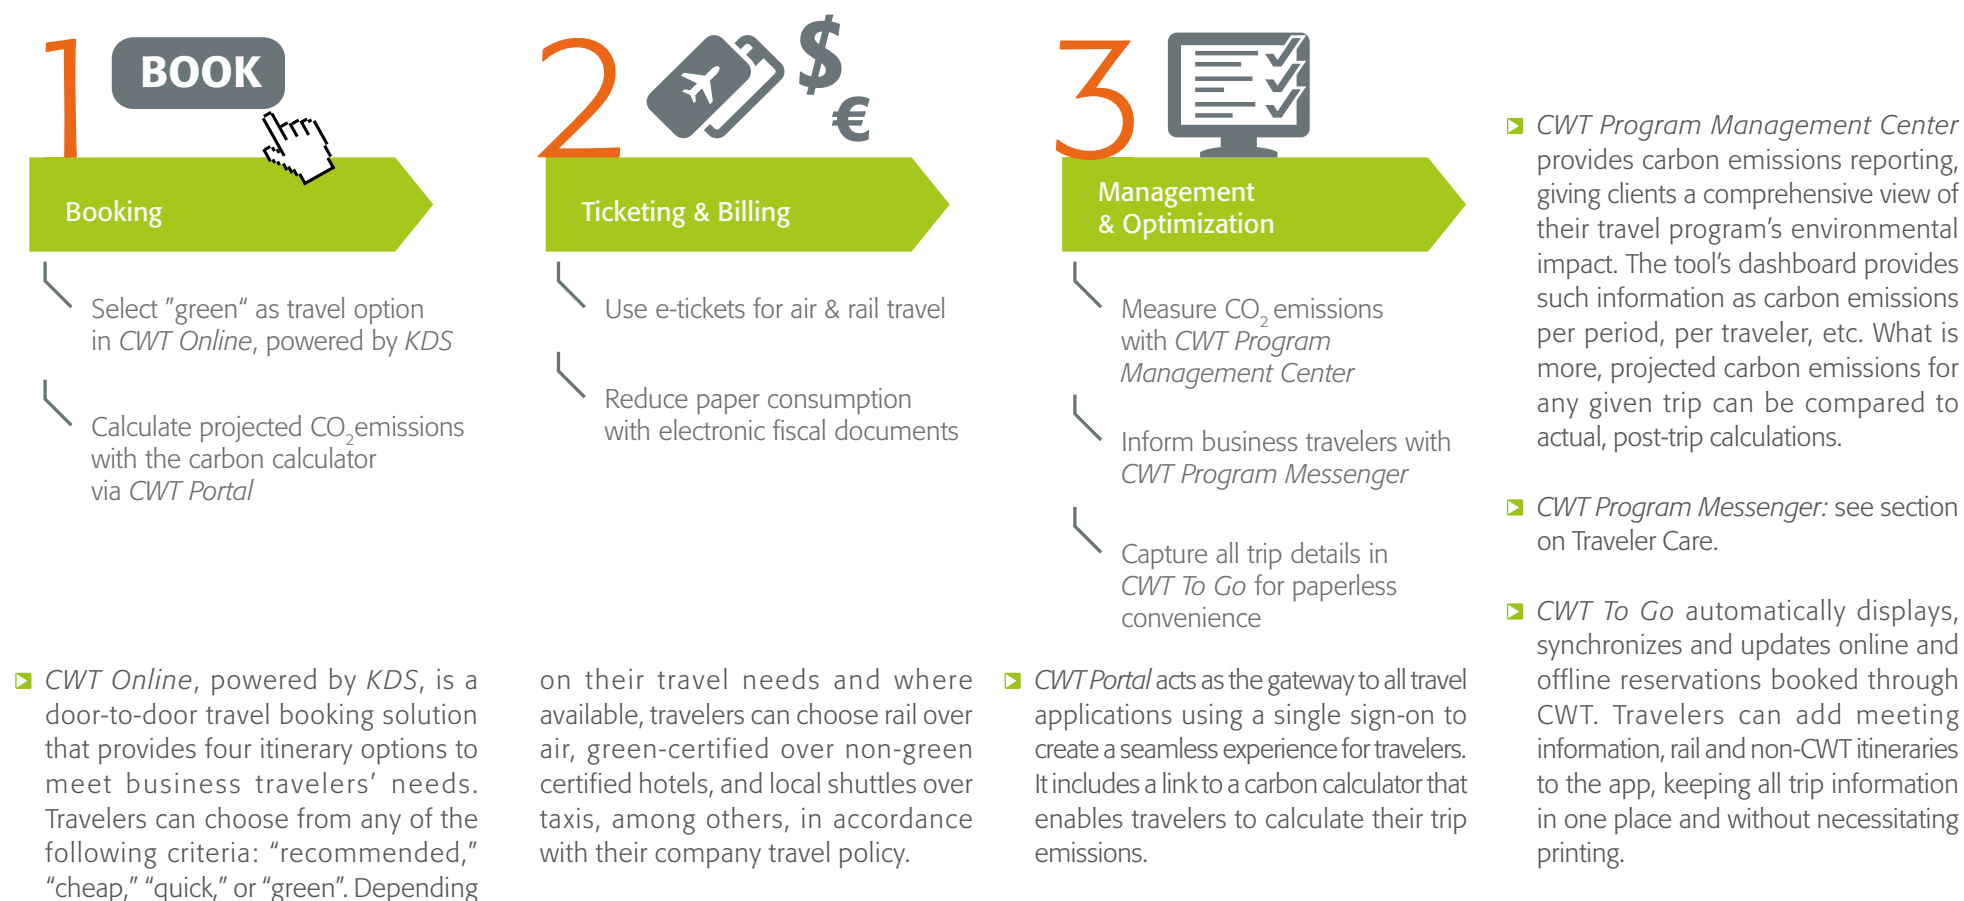 1
BOOK
Booking
Select "green“ as travel option
in CWT Online, powered by KDS
Calculate projected CO2emissions
with the carbon calculator
via CWT Portal
2
$
€
Ticketing & Billing
Use e-tickets for air & rail travel
Reduce paper consumption
with electronic fiscal documents
3
Management
& Optimization
Measure CO2 emissions
with CWT Program
Management Center
Inform business travelers with
CWT Program Messenger
Capture all trip details in
CWT To Go for paperless
convenience
CWT Online, powered by KDS, is a
door-to-door travel booking solution
that provides four itinerary options to
meet business travelers’ needs.
Travelers can choose from any of the
following criteria: “recommended,”
“cheap,” “quick,” or “green”. Depending
on their travel needs and where
available, travelers can choose rail over
air, green-certified over non-green
certified hotels, and local shuttles over
taxis, among others, in accordance
with their company travel policy.
CWT Portal acts as the gateway to all travel
applications using a single sign-on to
create a seamless experience for travelers.
It includes a link to a carbon calculator that
enables travelers to calculate their trip
emissions.
CWT Program Management Center
provides carbon emissions reporting,
giving clients a comprehensive view of
their travel program’s environmental
impact. The tool’s dashboard provides
such information as carbon emissions
per period, per traveler, etc. What is
more, projected carbon emissions for
any given trip can be compared to
actual, post-trip calculations.
CWT Program Messenger: see section
on Traveler Care.
CWT To Go automatically displays,
synchronizes and updates online and
offline reservations booked through
CWT. Travelers can add meeting
information, rail and non-CWT itineraries
to the app, keeping all trip information
in one place and without necessitating
printing.